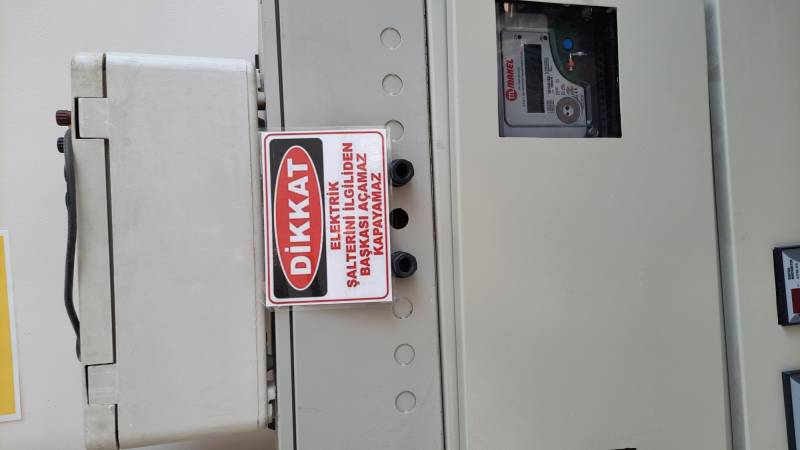 DİKKAT
ELEKTRİK
ŞALTERİNİ İLGİLİDEN
BAŞKASI AÇAMAZ
KAPAYAMAZ
MAKEL